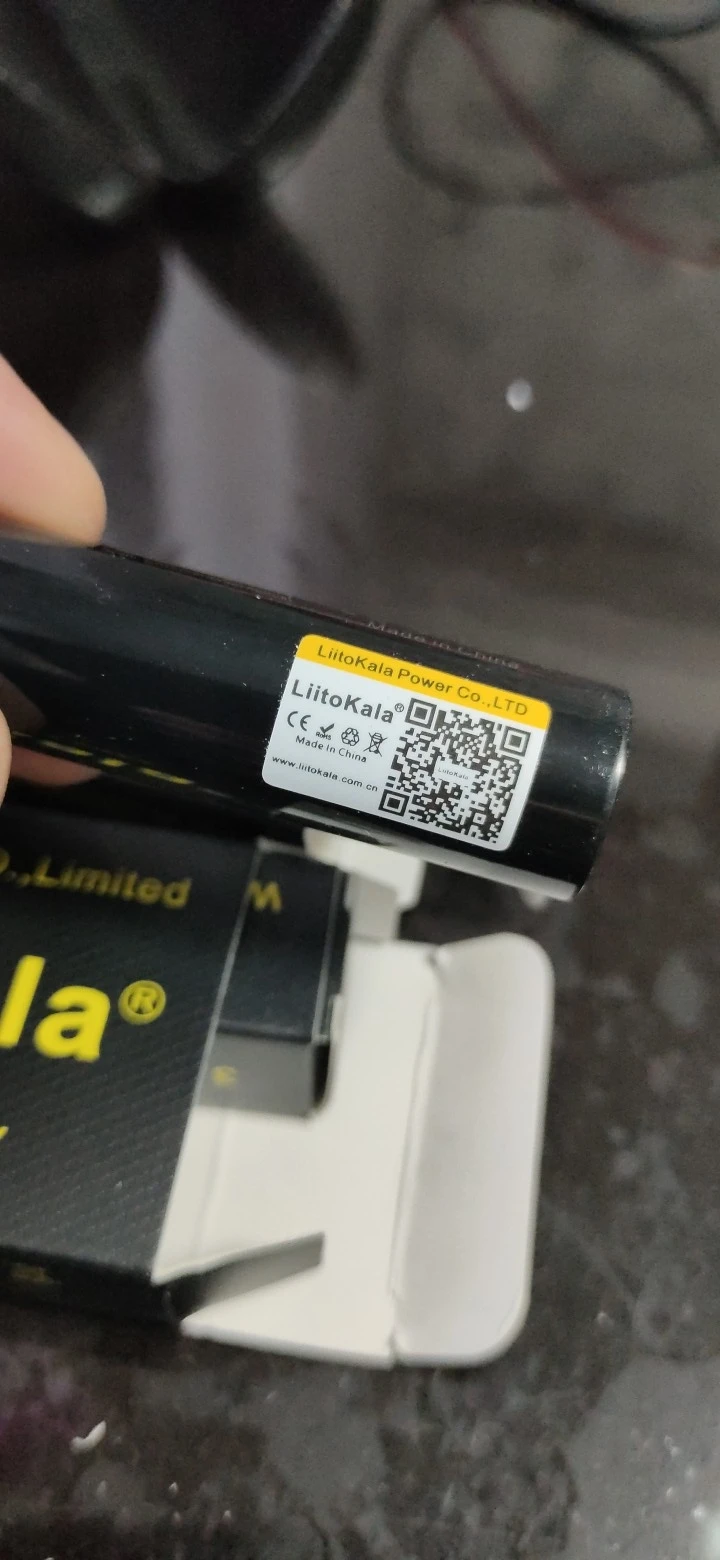 Made in China
LiitoKala Power Co.,LTD
LiitoKala®
CE RoHS
Made In China
www.liitokala.com.cn
LiitoKala
.,Limited
la®